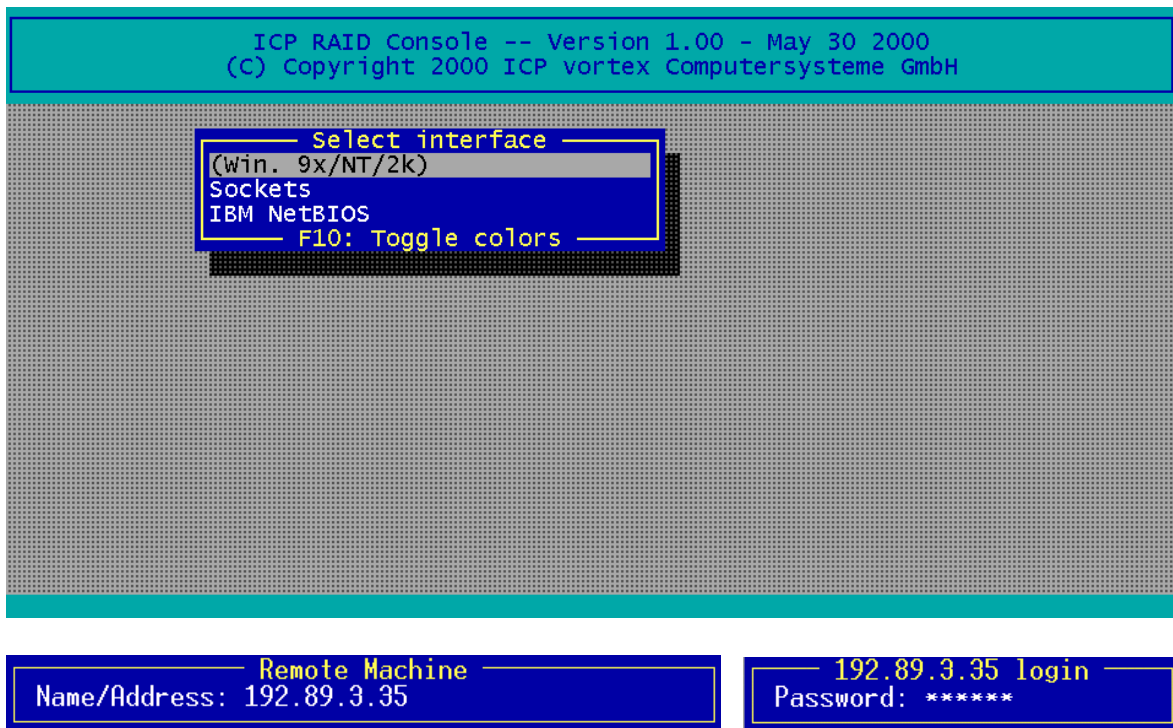 ICP RAID Console -- Version 1.00 - May 30 2000
(C) Copyright 2000 ICP vortex Computersysteme GmbH
Select interface
(Win. 9x/NT/2k)
Sockets
IBM NetBIOS
F10: Toggle colors
Remote Machine
Name/Address: 192.89.3.35
192.89.3.35 login
Password: ******